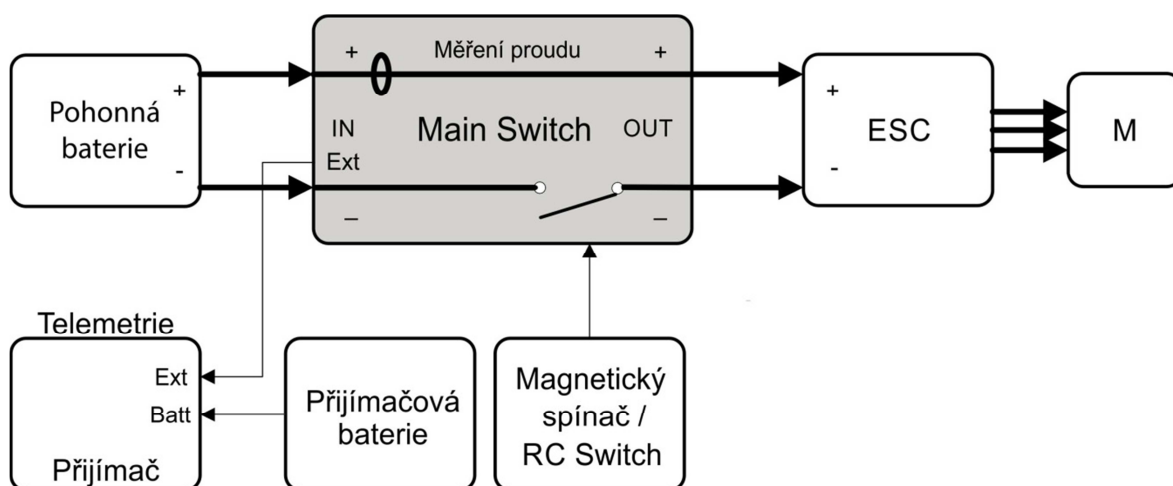 + Měření proudu +
Pohonná
baterie
+
-
IN
Main Switch
OUT
Ext
–
–
+
-
ESC
M
Telemetrie
Ext
Batt
Přijímač
Přijímačová
baterie
Magnetický
spínač /
RC Switch